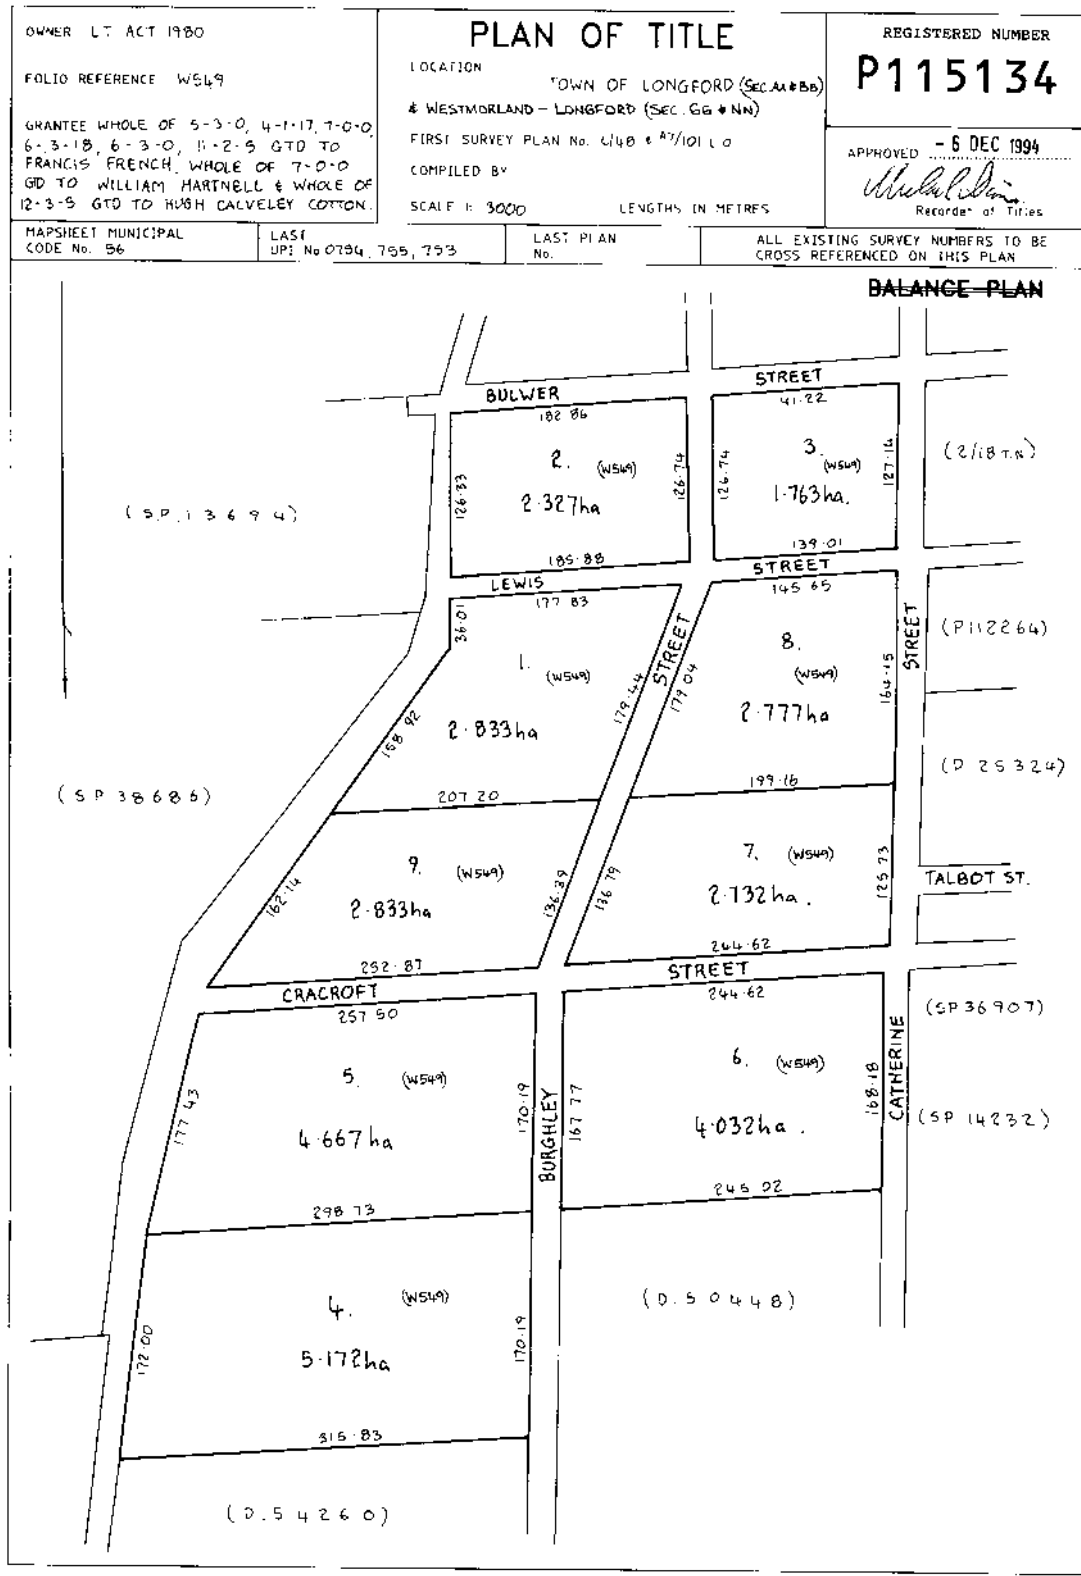 OWNER LT ACT 1980
FOLIO REFERENCE W549
GRANTEE WHOLE OF 5-3-0, 4-1-17, 7-0-0
6-3-18, 6-3-0, 11-2-5 GTD TO
FRANCIS FRENCH, WHOLE OF 7-0-0
GTD TO WILLIAM HARTNELL & WHOLE OF
12-3-5 GTD TO HUGH CALVELEY COTTON.
PLAN OF TITLE
LOCATION
TOWN OF LONGFORD (SEC. AA & BB)
& WESTMORLAND - LONGFORD (SEC. GG & NN)
FIRST SURVEY PLAN No. L/48 & L.O
COMPILED BY
SCALE 1: 3000 LENGTHS IN METRES
REGISTERED NUMBER
P115134
APPROVED - 6 DEC 1994
Recorder of Titles
MAPSHEET MUNICIPAL
CODE No. 56
LAST
UPI No 0754, 755, 753
LAST PLAN
No.
ALL EXISTING SURVEY NUMBERS TO BE
CROSS REFERENCED ON THIS PLAN
BALANCE PLAN
BULWER STREET
182.86
41.22
2. (W549)
2.327ha
126.33
126.74
185.88
3. (W549)
1.763ha.
126.74
127.14
139.01
(2/18 T.N)
(SP.13694)
LEWIS STREET
177.83
145.65
36.01
1. (W549)
2.833ha
158.92
179.44
207.20
STREET
179.04
8. (W549)
2.777ha
164.15
199.16
STREET
(P112264)
(D 25324)
(SP38686)
9. (W549)
2.833ha
162.14
136.39
252.87
136.79
7. (W549)
2.732ha.
125.73
244.62
TALBOT ST.
CRACROFT STREET
257.50
244.62
5. (W549)
4.667ha
177.43
170.19
298.73
BURGHLEY
167.77
6. (W549)
4.032ha.
168.18
245.02
CATHERINE
(SP36907)
(SP 14232)
4. (W549)
5.172ha
172.00
170.19
315.83
(D.50448)
(D.54260)